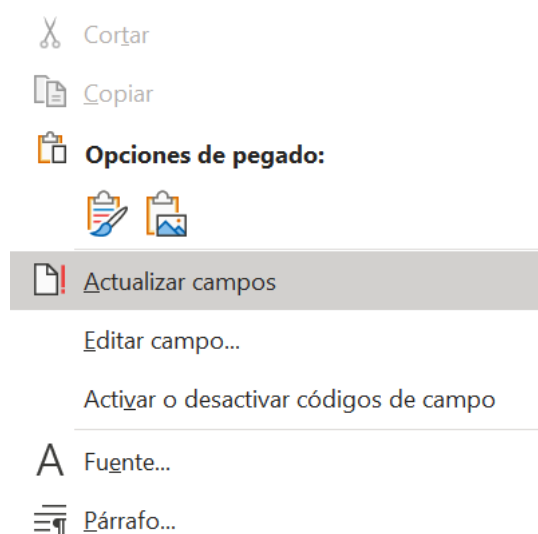 Cortar
Copiar
Opciones de pegado:
Actualizar campos
Editar campo...
Activar o desactivar códigos de campo
Fuente...
Párrafo...